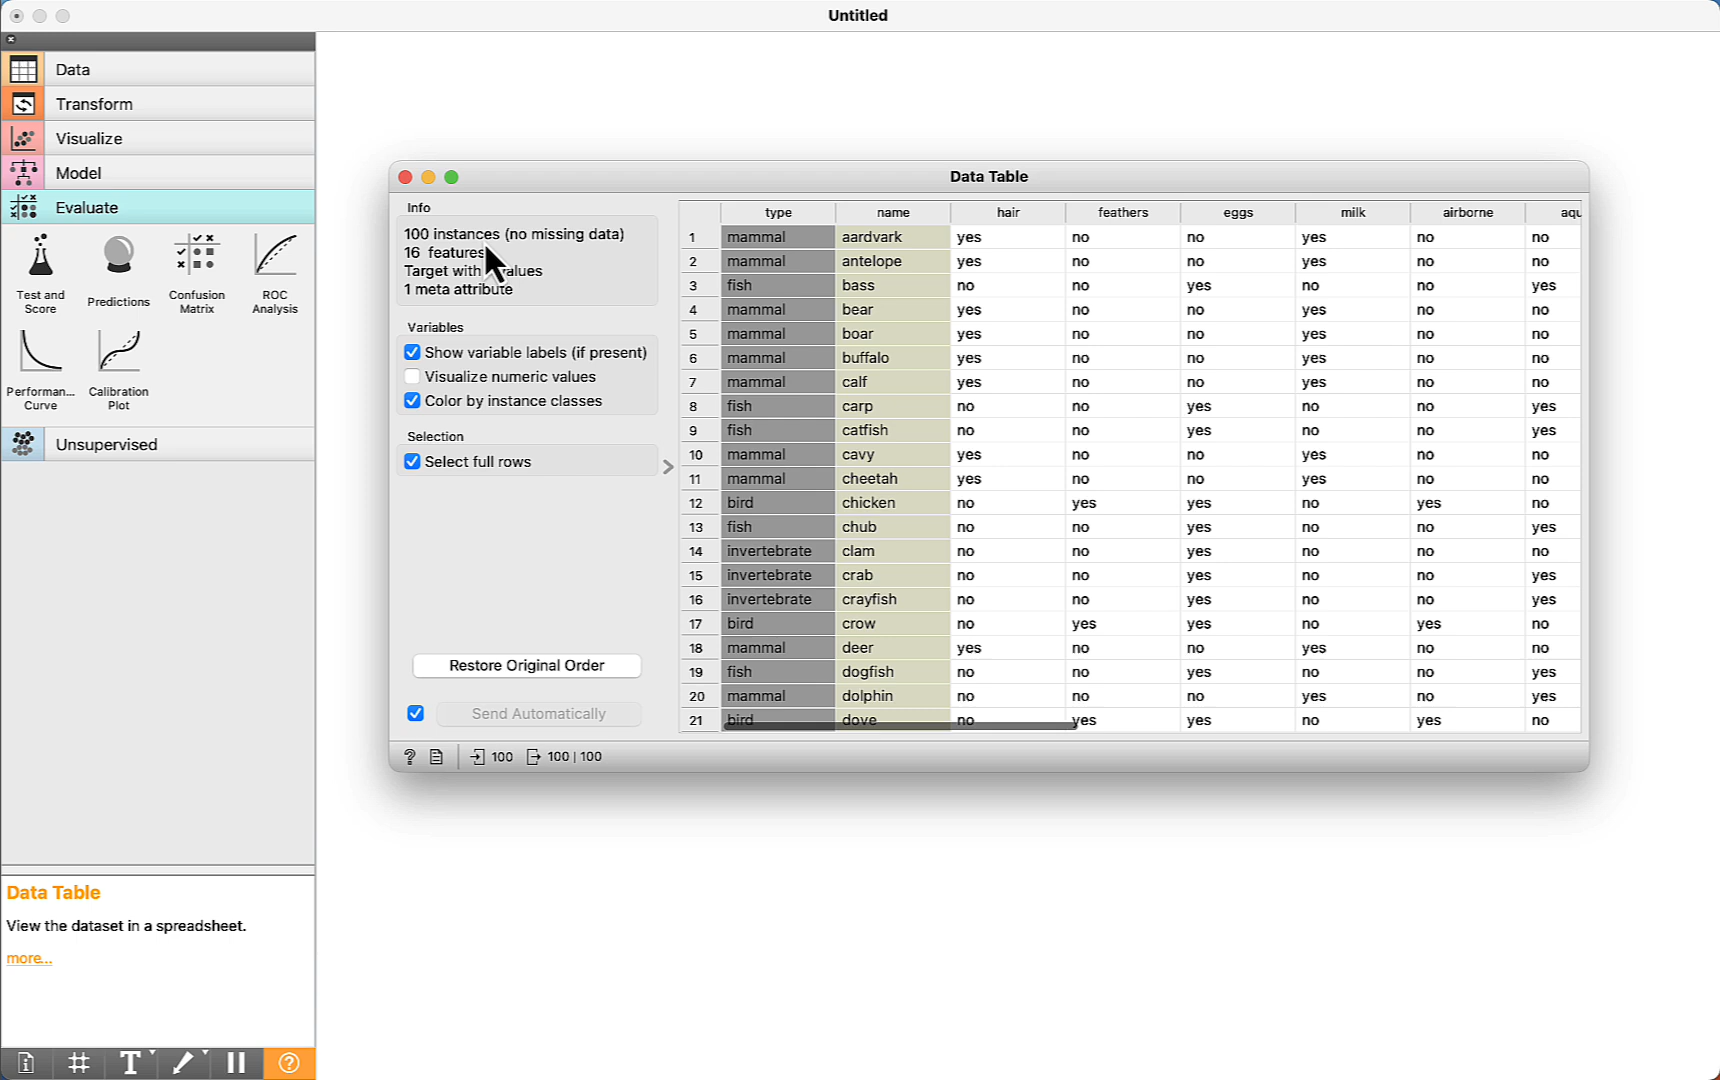 Untitled
Data
Transform
Visualize
Model
Evaluate
Test and Score
Predictions
Confusion Matrix
ROC Analysis
Performan... Curve
Calibration Plot
Unsupervised
Data Table
View the dataset in a spreadsheet.
more...
Data Table
Info
100 instances (no missing data)
16 features
Target with values
1 meta attribute
Variables
Show variable labels (if present)
Visualize numeric values
Color by instance classes
Selection
Select full rows
Restore Original Order
Send Automatically
? 100 100 | 100
type name hair feathers eggs milk airborne aqu
1 mammal aardvark yes no no yes no no
2 mammal antelope yes no no yes no no
3 fish bass no no yes no no yes
4 mammal bear yes no no yes no no
5 mammal boar yes no no yes no no
6 mammal buffalo yes no no yes no no
7 mammal calf yes no no yes no no
8 fish carp no no yes no no yes
9 fish catfish no no yes no no yes
10 mammal cavy yes no no yes no no
11 mammal cheetah yes no no yes no no
12 bird chicken no yes yes no yes no
13 fish chub no no yes no no yes
14 invertebrate clam no no yes no no no
15 invertebrate crab no no yes no no yes
16 invertebrate crayfish no no yes no no yes
17 bird crow no yes yes no yes no
18 mammal deer yes no no yes no no
19 fish dogfish no no yes no no yes
20 mammal dolphin no no no yes no yes
21 bird dove no yes yes no yes no